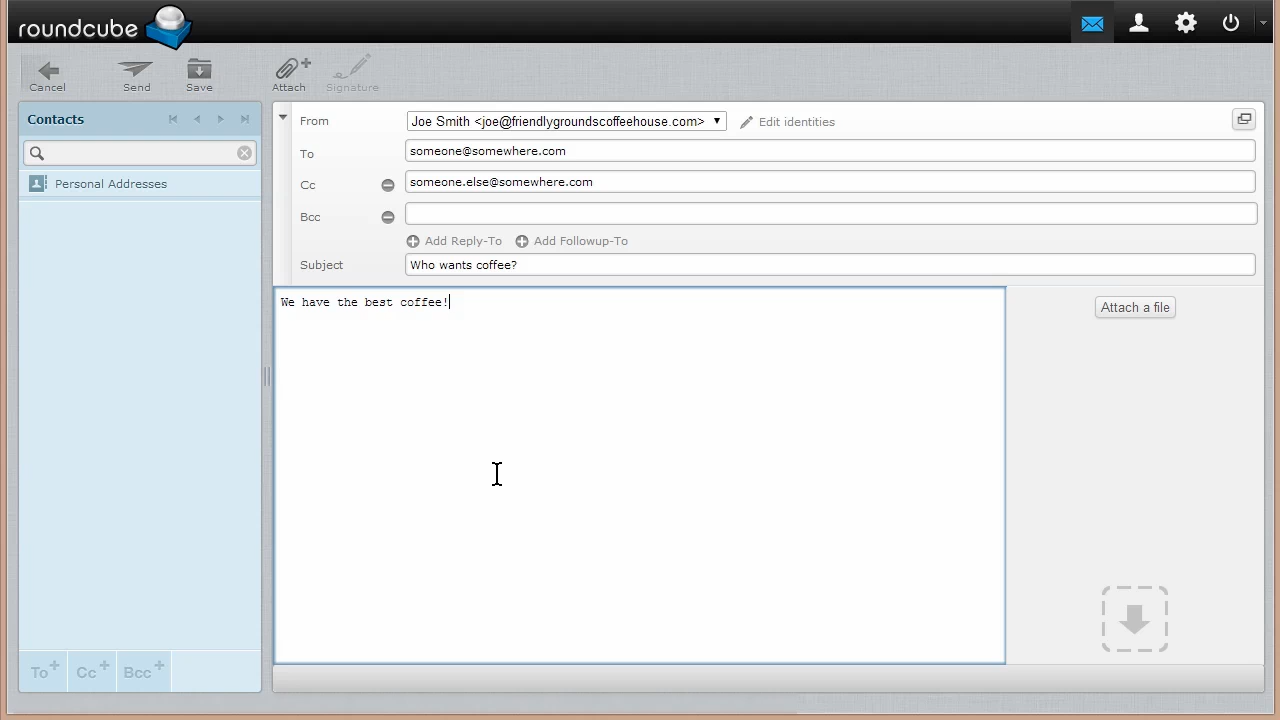 roundcube
Cancel
Send
Save
Attach
Signature
Contacts
Personal Addresses
To
Cc
Bcc
From
Joe Smith <joe@friendlygroundscoffeehouse.com>
Edit identities
To
someone@somewhere.com
Cc
someone.else@somewhere.com
Bcc
Add Reply-To
Add Followup-To
Subject
Who wants coffee?
We have the best coffee!
Attach a file